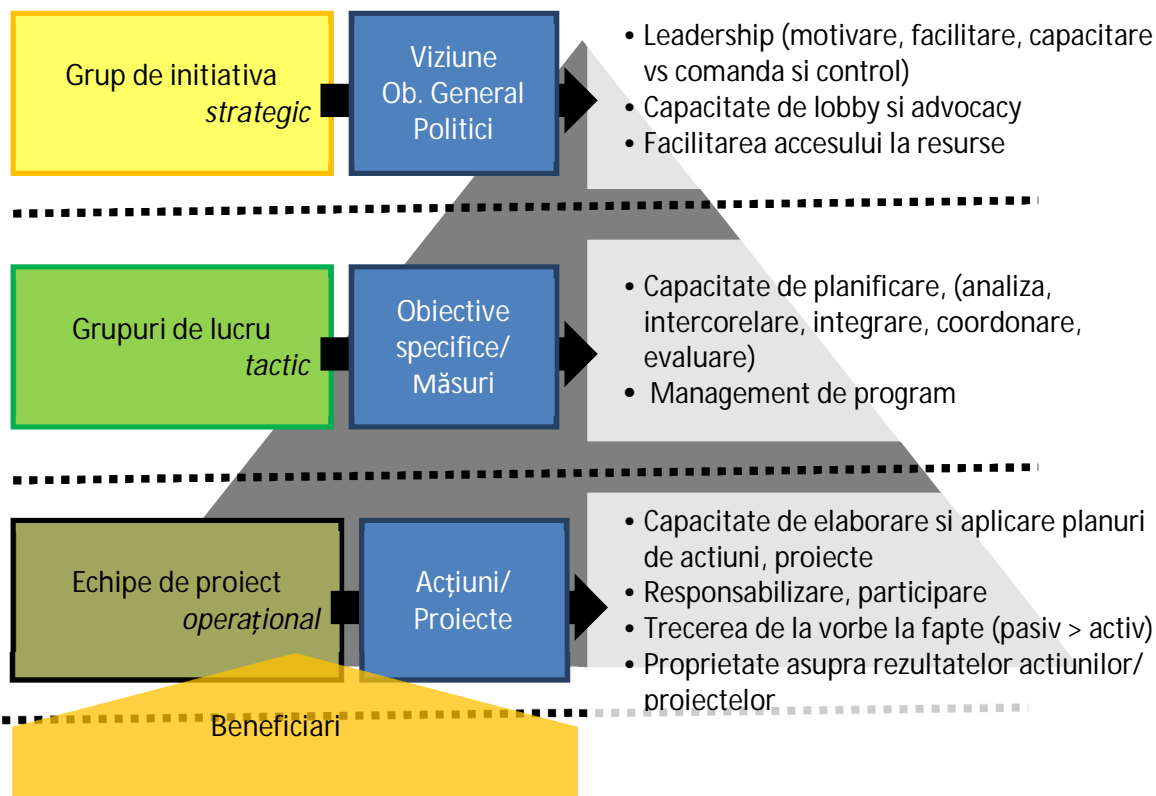 Grup de initiativa
strategic
Viziune
Ob. General
Politici
• Leadership (motivare, facilitare, capacitare
vs comanda si control)
• Capacitate de lobby si advocacy
• Facilitarea accesului la resurse
Grupuri de lucru
tactic
Obiective
specifice/
Măsuri
• Capacitate de planificare, (analiza,
intercorelare, integrare, coordonare,
evaluare)
• Management de program
Echipe de proiect
operațional
Acțiuni/
Proiecte
• Capacitate de elaborare si aplicare planuri
de actiuni, proiecte
• Responsabilizare, participare
• Trecerea de la vorbe la fapte (pasiv > activ)
• Proprietate asupra rezultatelor actiunilor/
proiectelor
Beneficiari